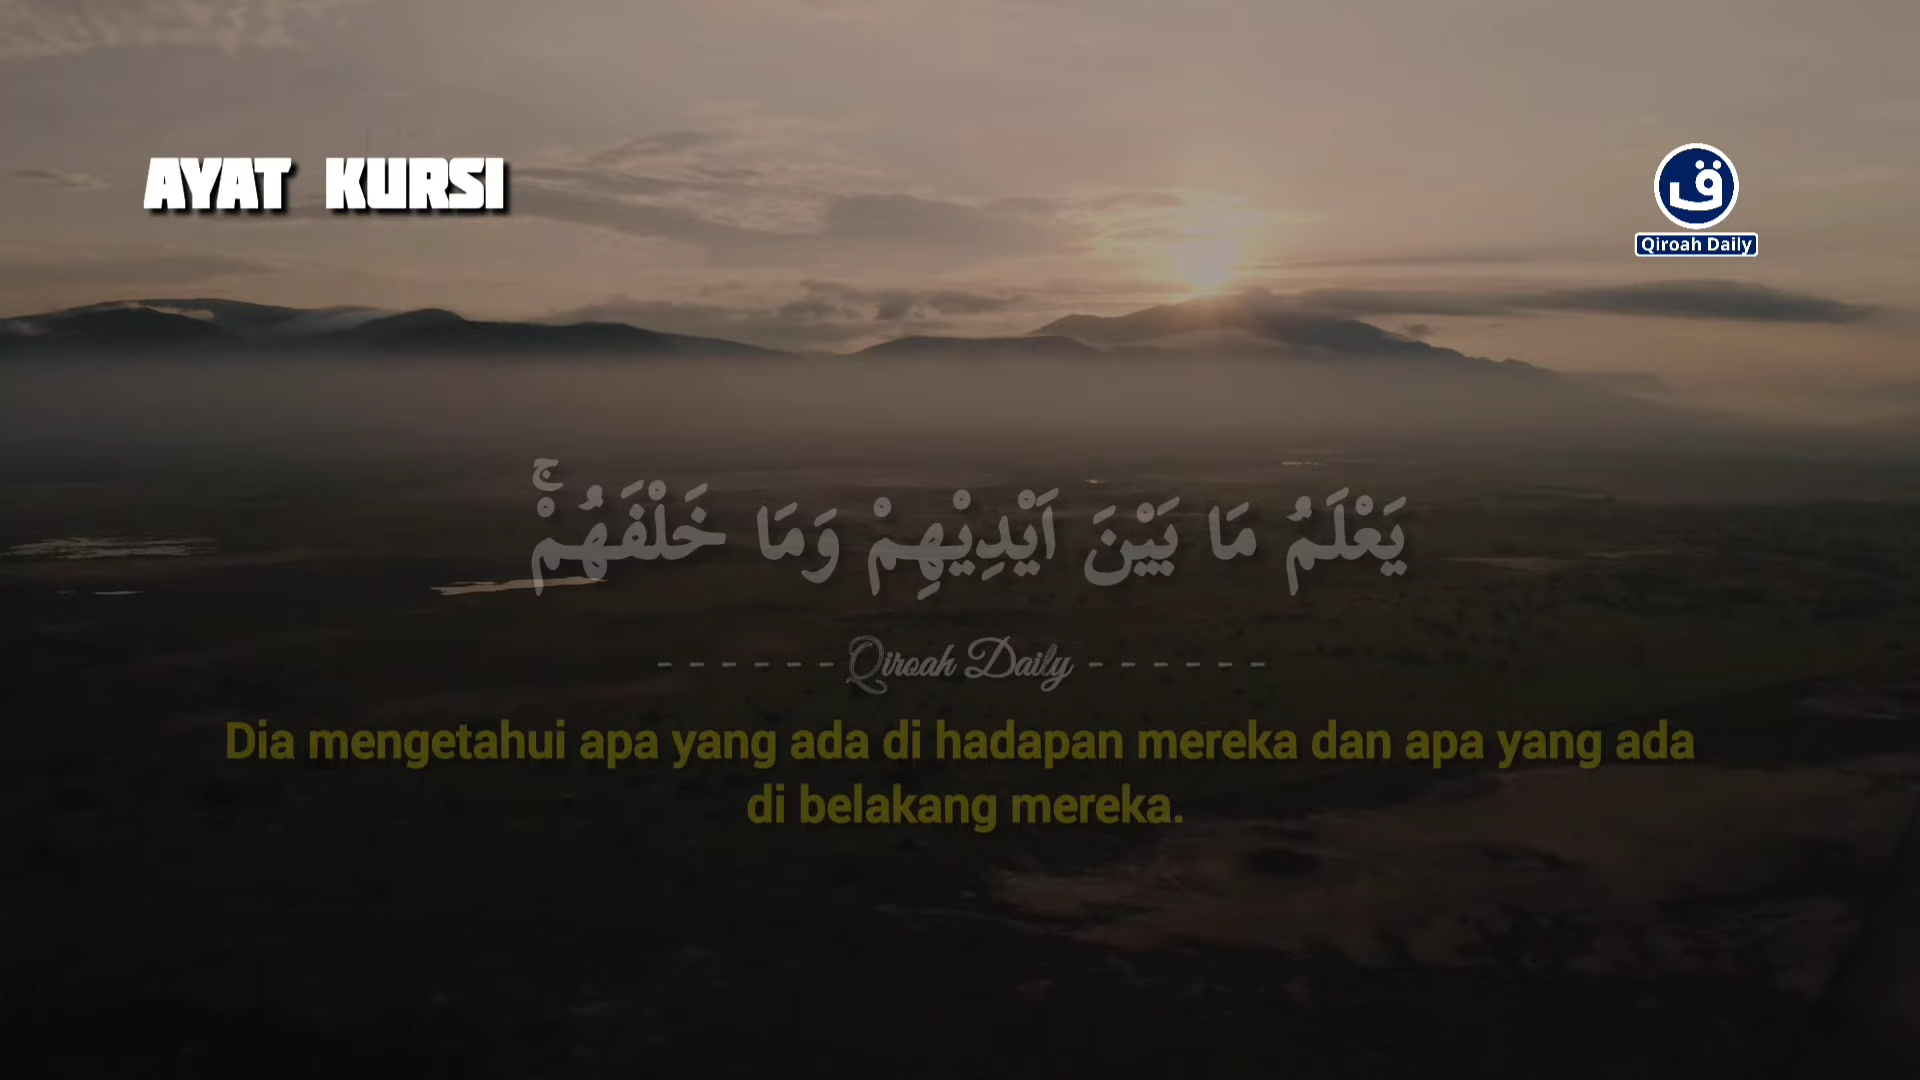 AYAT KURSI
ق
Qiroah Daily
يَعْلَمُ مَا بَيْنَ اَيْدِيْهِمْ وَمَا خَلْفَهُمْۚ
- - - - - - Qiroah Daily - - - - - -
Dia mengetahui apa yang ada di hadapan mereka dan apa yang ada
di belakang mereka.